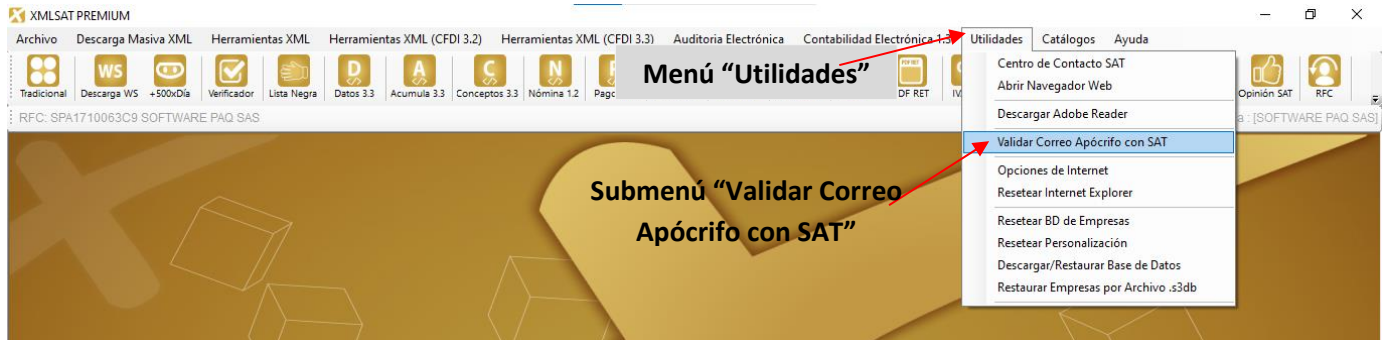 XMLSAT PREMIUM
Archivo Descarga Masiva XML Herramientas XML Herramientas XML (CFDI 3.2) Herramientas XML (CFDI 3.3) Auditoria Electrónica Contabilidad Electrónica 1.3 Utilidades Catálogos Ayuda
WS D A C N
Tradicional Descarga WS +500xDía Verificador Lista Negra Datos 3.3 Acumula 3.3 Conceptos 3.3 Nómina 1.2 DF RET Opinión SAT RFC
Menú “Utilidades”
RFC: SPA1710063C9 SOFTWARE PAQ SAS
: [SOFTWARE PAQ SAS]
Centro de Contacto SAT
Abrir Navegador Web
Descargar Adobe Reader
Validar Correo Apócrifo con SAT
Opciones de Internet
Resetear Internet Explorer
Resetear BD de Empresas
Resetear Personalización
Descargar/Restaurar Base de Datos
Restaurar Empresas por Archivo .s3db
Submenú “Validar Correo
Apócrifo con SAT”